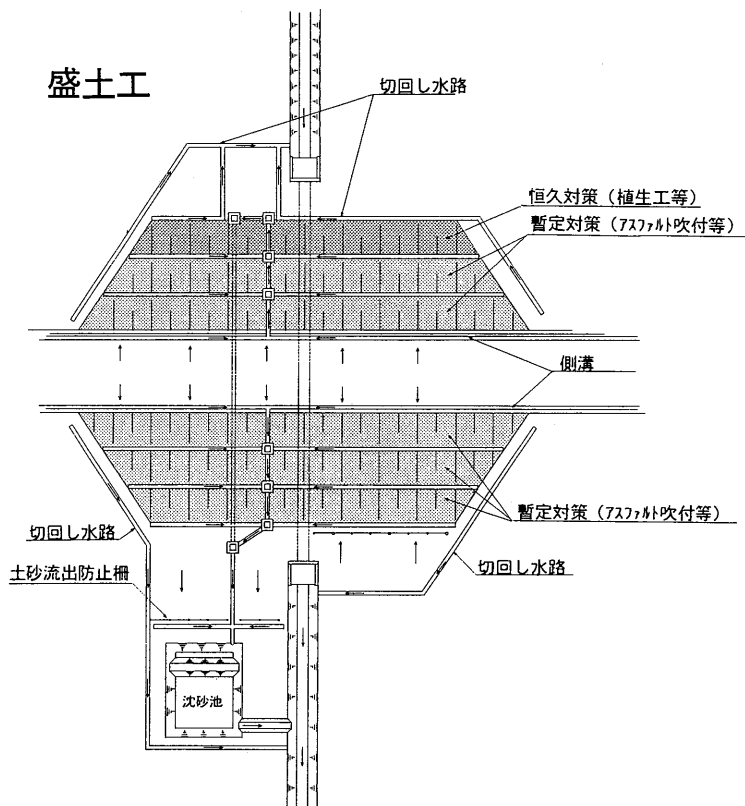 盛土工
切回し水路
恒久対策（植生工等）
暫定対策（アスファルト吹付等）
側溝
暫定対策（アスファルト吹付等）
切回し水路
切回し水路
土砂流出防止柵
沈砂池